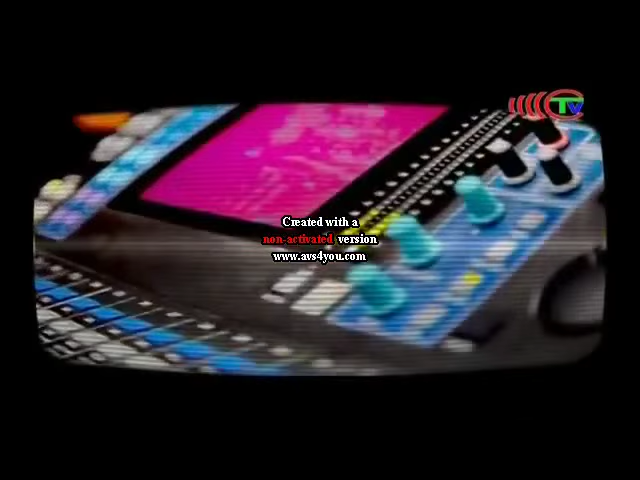 TV
Created with a
non-activated version
www.avs4you.com